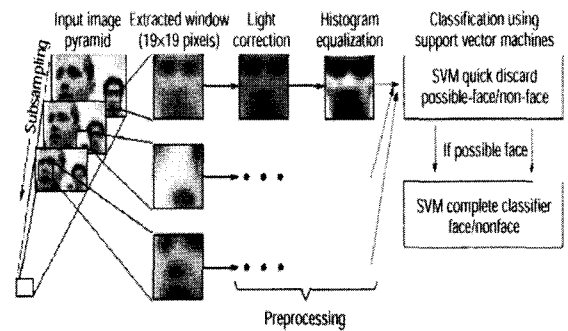 Input image
pyramid
Extracted window
(19×19 pixels)
Light
correction
Histogram
equalization
Classification using
support vector machines
Subsampling
SVM quick discard
possible-face/non-face
If possible face
SVM complete classifier
face/nonface
Preprocessing